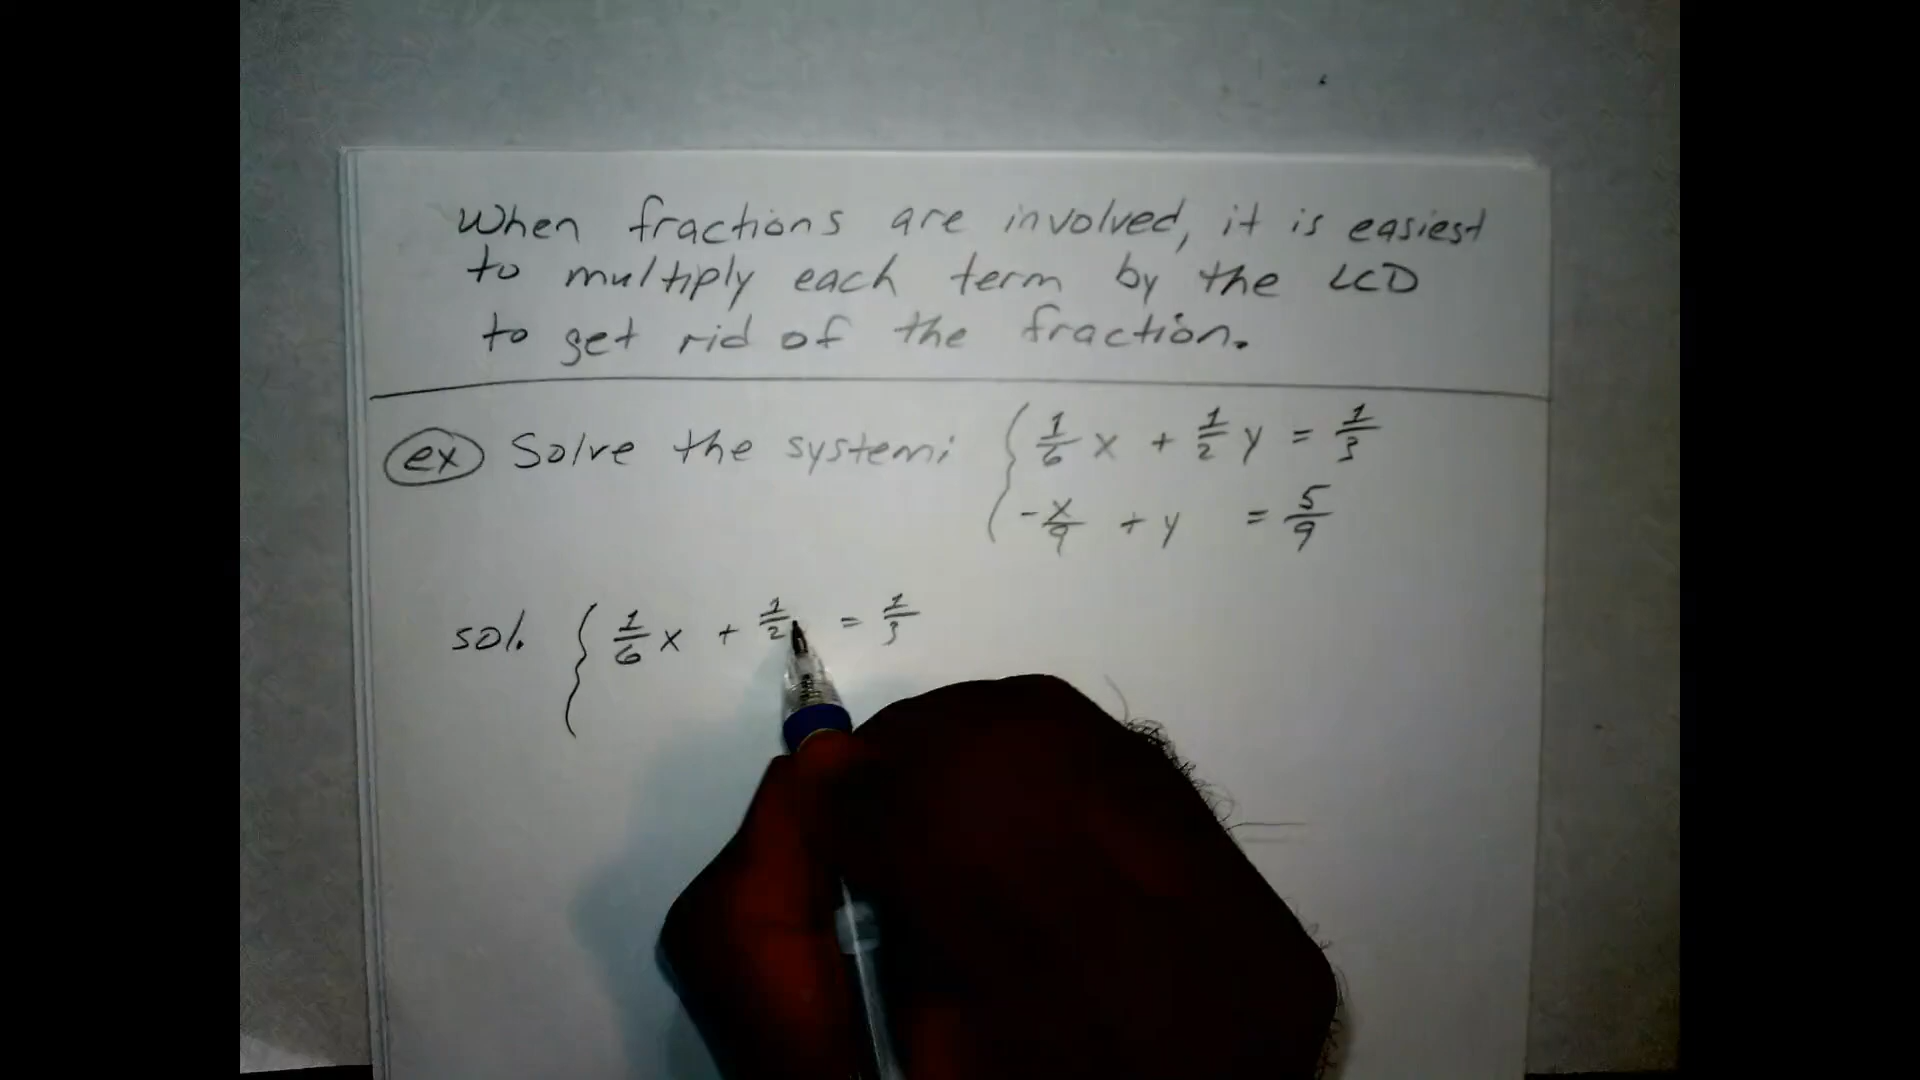 When fractions are involved, it is easiest
to multiply each term by the LCD
to get rid of the fraction.
ex Solve the system: { 1/6 x + 1/2 y = 1/3
-x/9 + y = 5/9
sol. { 1/6 x + 1/2 = 1/3